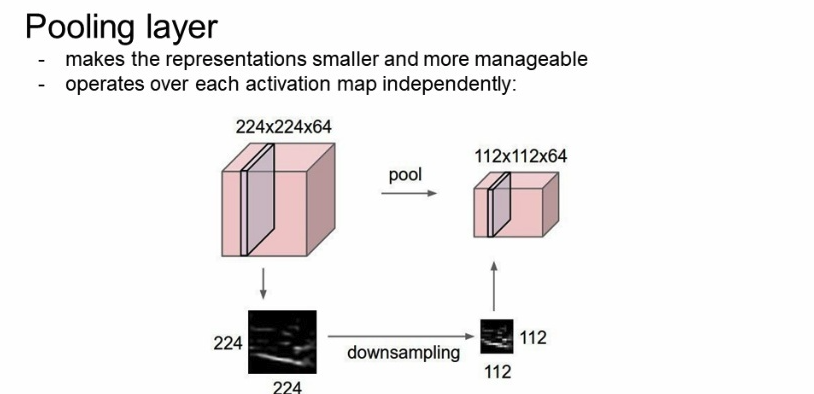 Pooling layer
- makes the representations smaller and more manageable
- operates over each activation map independently:
224x224x64
112x112x64
pool
224
112
downsampling
112
224